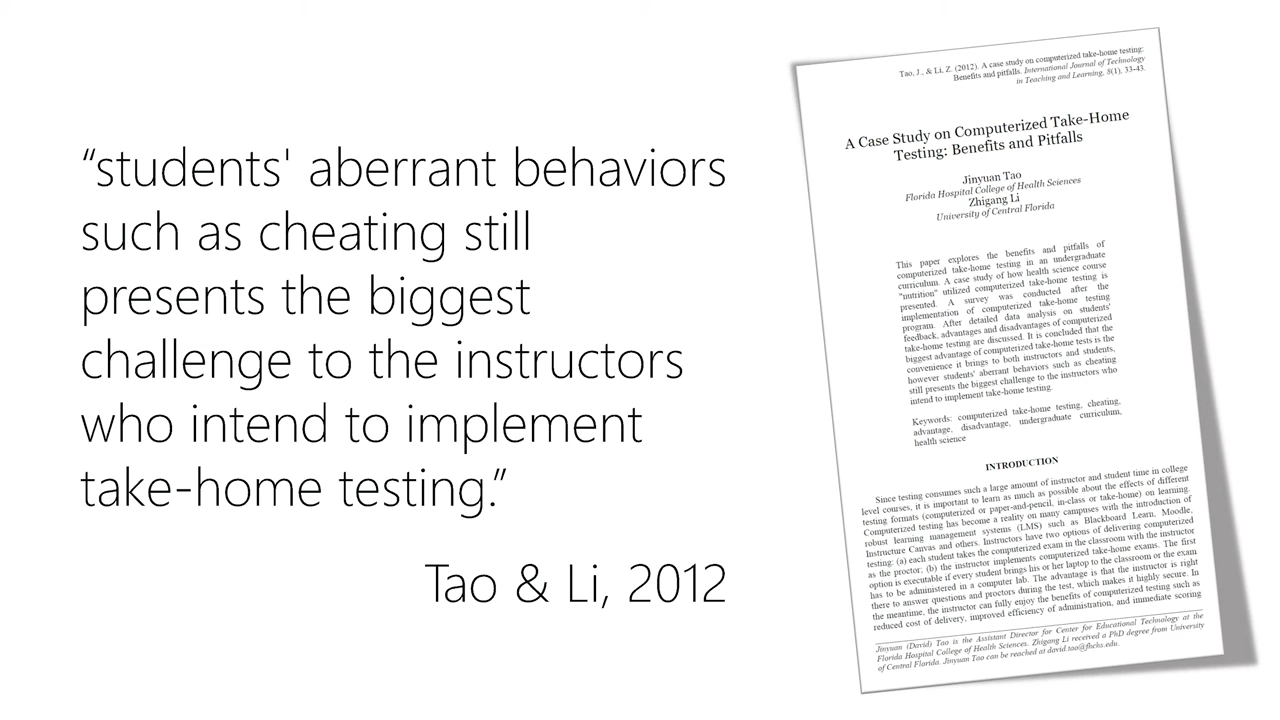 “students' aberrant behaviors
such as cheating still
presents the biggest
challenge to the instructors
who intend to implement
take-home testing.”
Tao & Li, 2012
Tao, J., & Li, Z. (2012). A case study on computerized take-home testing:
Benefits and pitfalls. International Journal of Technology
in Teaching and Learning, 8(1), 33-43.
A Case Study on Computerized Take-Home
Testing: Benefits and Pitfalls
Jinyuan Tao
Florida Hospital College of Health Sciences
Zhigang Li
University of Central Florida
This paper explores the benefits and pitfalls of
computerized take-home testing in an undergraduate
curriculum. A case study of how health science course
"nutrition" utilized computerized take-home testing is
presented. A survey was conducted after the
implementation of computerized take-home testing
program. After detailed data analysis on students'
feedback, advantages and disadvantages of computerized
take-home testing are discussed. It is concluded that the
biggest advantage of computerized take-home tests is the
convenience it brings to both instructors and students,
however students' aberrant behaviors such as cheating
still presents the biggest challenge to the instructors who
intend to implement take-home testing.
Keywords: computerized take-home testing, cheating,
advantage, disadvantage, undergraduate curriculum,
health science
INTRODUCTION
Since testing consumes such a large amount of instructor and student time in college
level courses, it is important to learn as much as possible about the effects of different
testing formats (computerized or paper-and-pencil, in-class or take-home) on learning.
Computerized testing has become a reality on many campuses with the introduction of
robust learning management systems (LMS) such as Blackboard Learn, Moodle,
Instructure Canvas and others. Instructors have two options of delivering computerized
testing: (a) each student takes the computerized exam in the classroom with the instructor
as the proctor; (b) the instructor implements computerized take-home exams. The first
option is executable if every student brings his or her laptop to the classroom or the exam
has to be administered in a computer lab. The advantage is that the instructor is right
there to answer questions and proctors during the test, which makes it highly secure. In
the meantime, the instructor can fully enjoy the benefits of computerized testing such as
reduced cost of delivery, improved efficiency of administration, and immediate scoring
Jinyuan (David) Tao is the Assistant Director for Center for Educational Technology at the
Florida Hospital College of Health Sciences. Zhigang Li received a PhD degree from University
of Central Florida. Jinyuan Tao can be reached at david.tao@fhchs.edu.